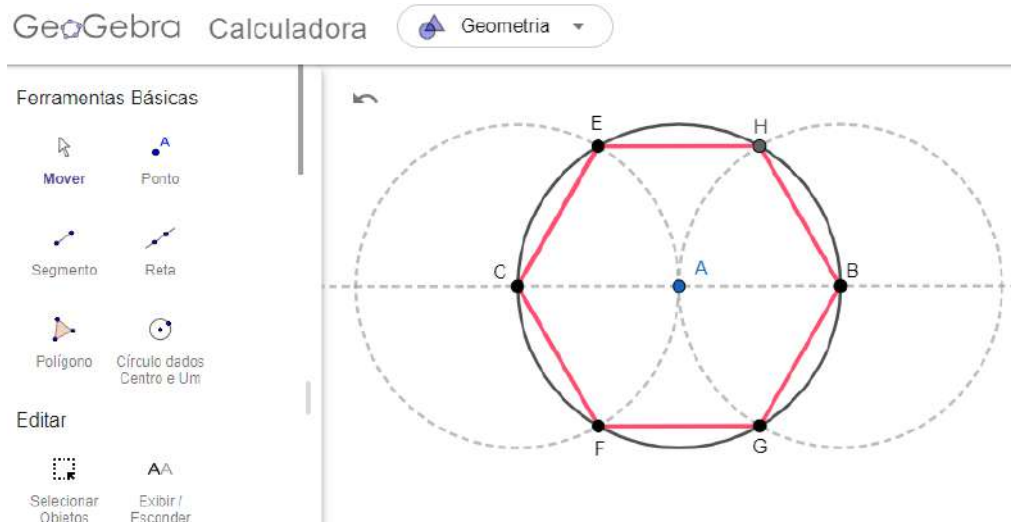 GeoGebra Calculadora Geometria
Ferramentas Básicas
A
Mover Ponto
Segmento Reta
Polígono Círculo dados
Centro e Um
Editar
AA
Selecionar Exibir /
Objetos Esconder
E H
C A B
F G